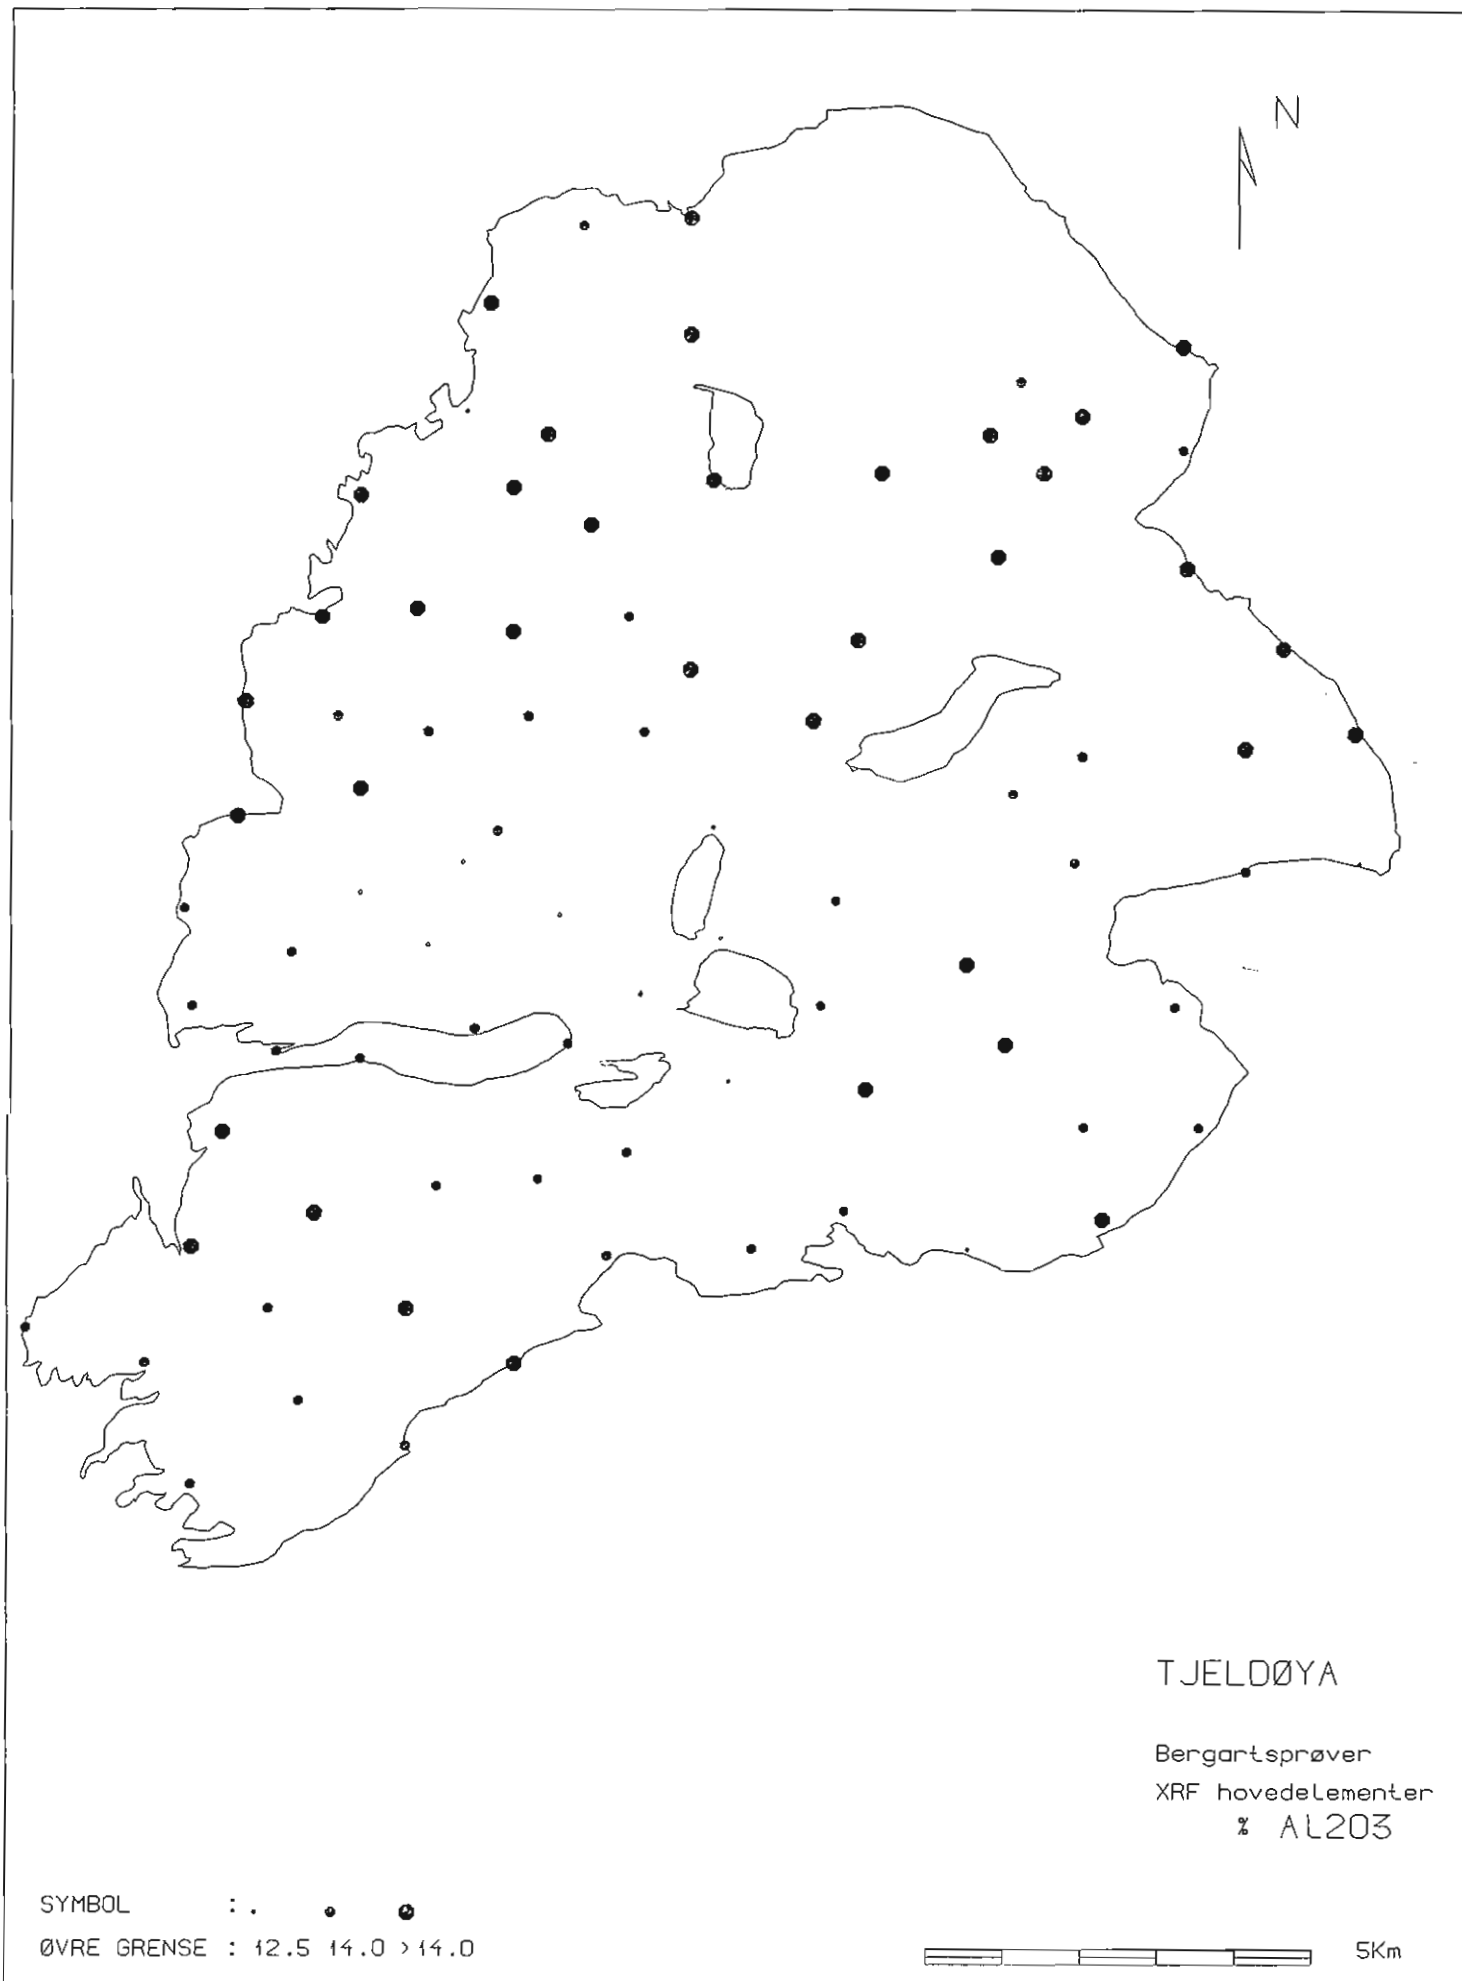 N
TJELDØYA
Bergartsprøver
XRF hovedelementer
% AL2O3
SYMBOL :
ØVRE GRENSE : 12.5 14.0 >14.0
5Km